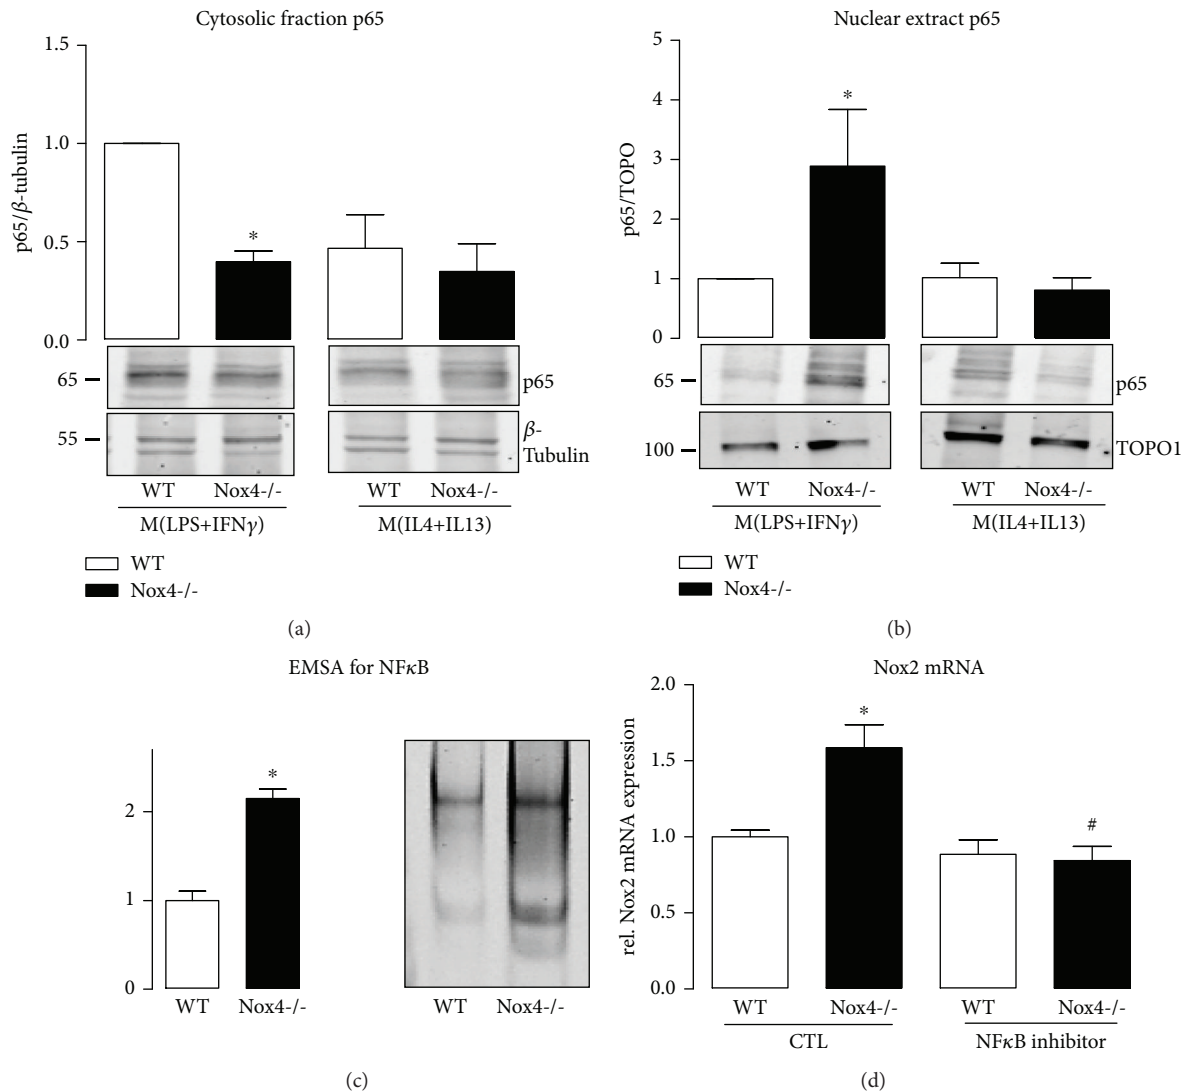 Cytosolic fraction p65
1.5
1.0
0.5
0.0
p65/β-tubulin
*
65
p65
55
β-
Tubulin
WT Nox4-/- WT Nox4-/-
M(LPS+IFNγ) M(IL4+IL13)
WT
Nox4-/-
(a)
Nuclear extract p65
5
4
3
2
1
0
p65/TOPO
*
65
p65
100
TOPO1
WT Nox4-/- WT Nox4-/-
M(LPS+IFNγ) M(IL4+IL13)
WT
Nox4-/-
(b)
EMSA for NFκB
2
1
0
*
WT Nox4-/- WT Nox4-/-
(c)
Nox2 mRNA
2.0
1.5
1.0
0.5
0.0
rel. Nox2 mRNA expression
*
#
WT Nox4-/- WT Nox4-/-
CTL NFκB inhibitor
(d)